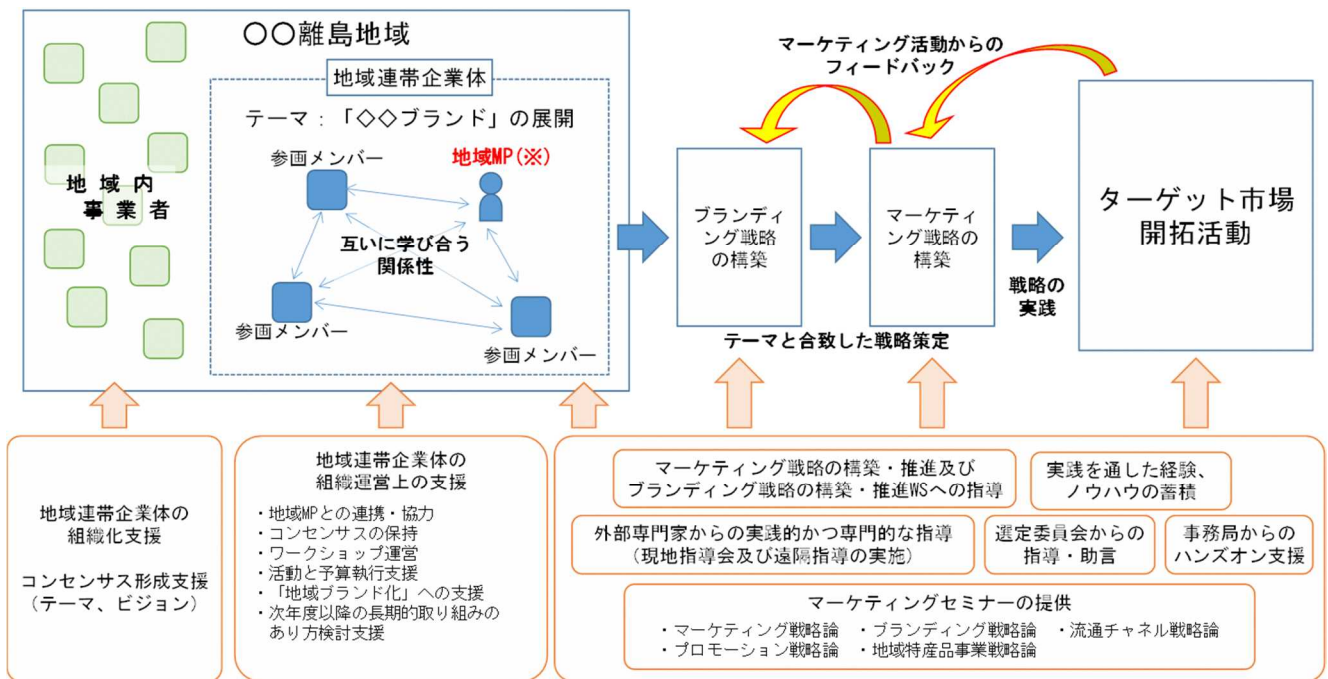 〇〇離島地域
地域連帯企業体
テーマ：「◇◇ブランド」の展開
参画メンバー
地域MP(※)
地域内
事業者
互いに学び合う
関係性
参画メンバー
参画メンバー
マーケティング活動からの
フィードバック
ブランディ
ング戦略
の構築
マーケティ
ング戦略の
構築
戦略の
実践
テーマと合致した戦略策定
ターゲット市場
開拓活動
地域連帯企業体の
組織化支援
コンセンサス形成支援
(テーマ、ビジョン)
地域連帯企業体の
組織運営上の支援
・地域MPとの連携・協力
・コンセンサスの保持
・ワークショップ運営
・活動と予算執行支援
・「地域ブランド化」への支援
・次年度以降の長期的取り組みの
あり方検討支援
マーケティング戦略の構築・推進及び
ブランディング戦略の構築・推進WSへの指導
実践を通した経験、
ノウハウの蓄積
外部専門家からの実践的かつ専門的な指導
(現地指導会及び遠隔指導の実施)
選定委員会からの
指導・助言
事務局からの
ハンズオン支援
マーケティングセミナーの提供
・マーケティング戦略論 ・ブランディング戦略論 ・流通チャネル戦略論
・プロモーション戦略論 ・地域特産品事業戦略論